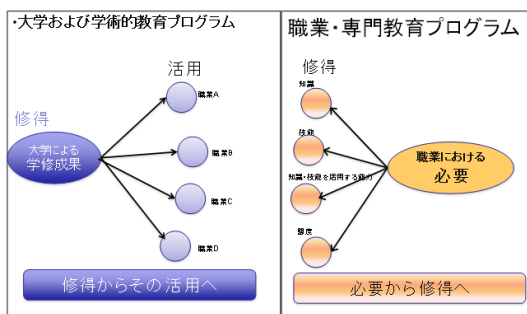 ・大学および学術的教育プログラム
活用
職業A
修得
大学による
学修成果
職業B
職業C
職業D
修得からその活用へ
職業・専門教育プログラム
修得
知識
技能
職業における
必要
知識・技能を活用する能力
態度
必要から修得へ